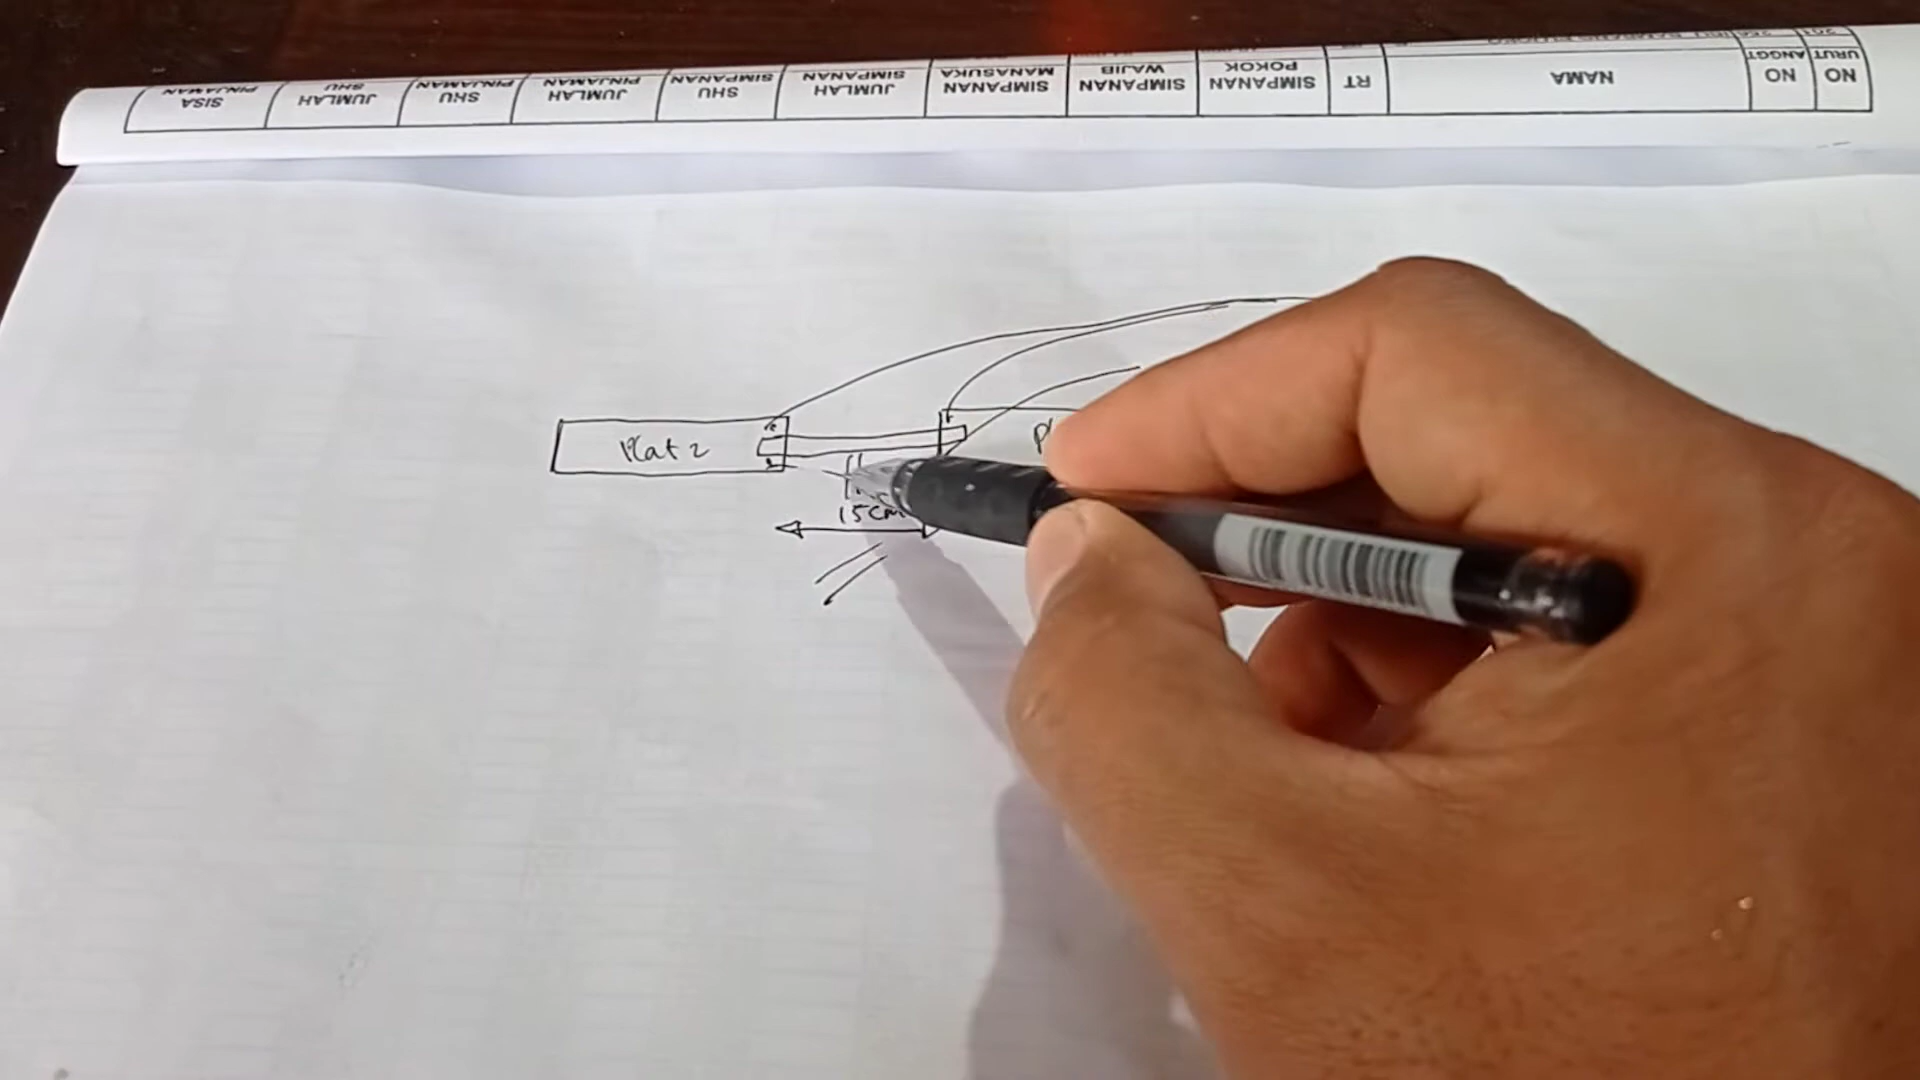 NO URUT
NO ANGGT
NAMA
RT
SIMPANAN POKOK
SIMPANAN WAJIB
SIMPANAN MANASUKA
JUMLAH SIMPANAN
SHU SIMPANAN
JUMLAH PINJAMAN
SHU PINJAMAN
JUMLAH SHU
SISA PINJAMAN
Plat 2
15cm